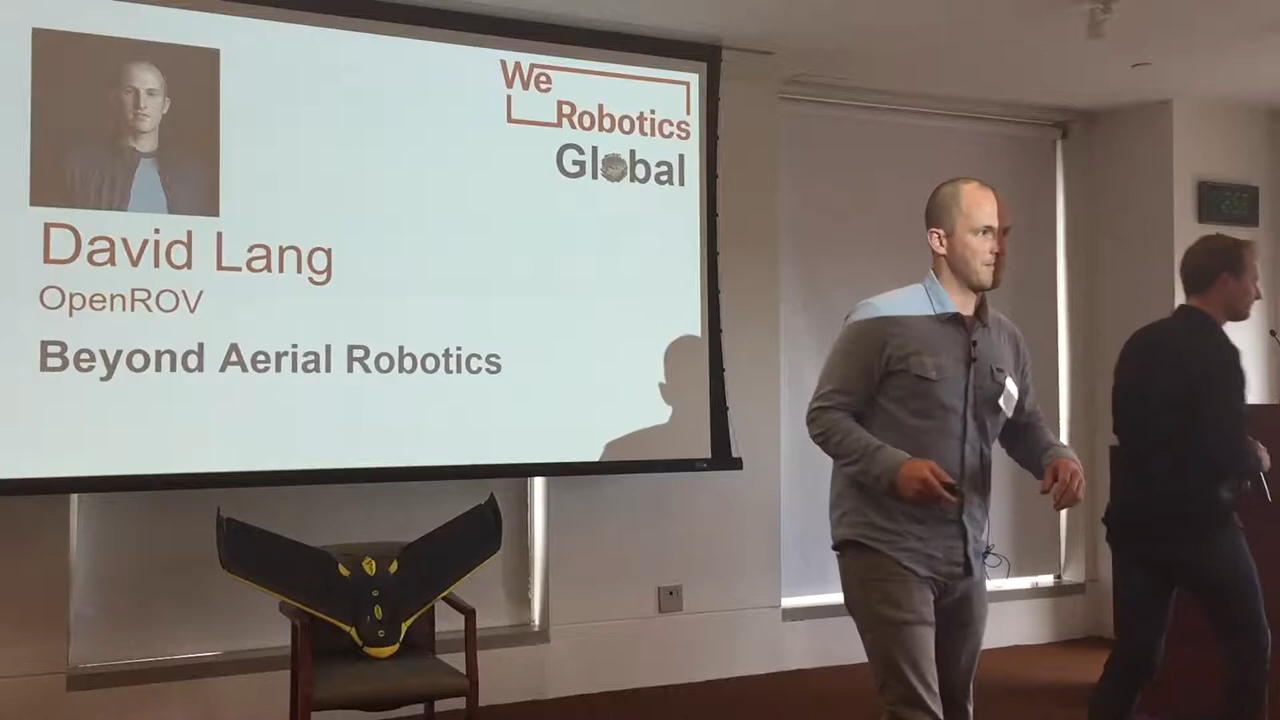 We
Robotics
Global
David Lang
OpenROV
Beyond Aerial Robotics